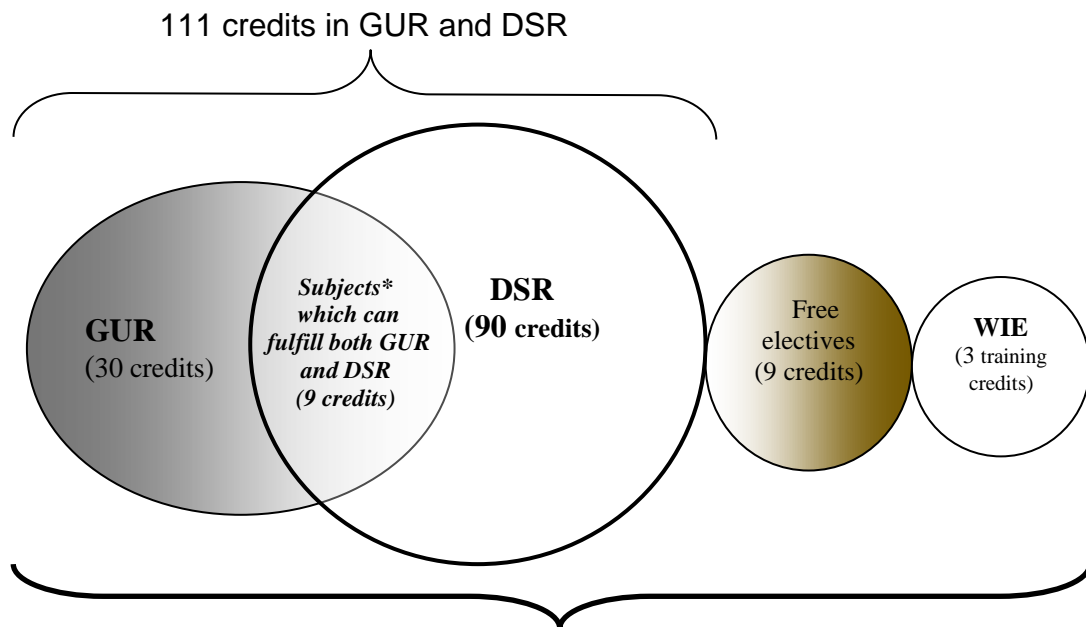 111 credits in GUR and DSR
GUR
(30 credits)
Subjects*
which can
fulfill both GUR
and DSR
(9 credits)
DSR
(90 credits)
Free
electives
(9 credits)
WIE
(3 training
credits)